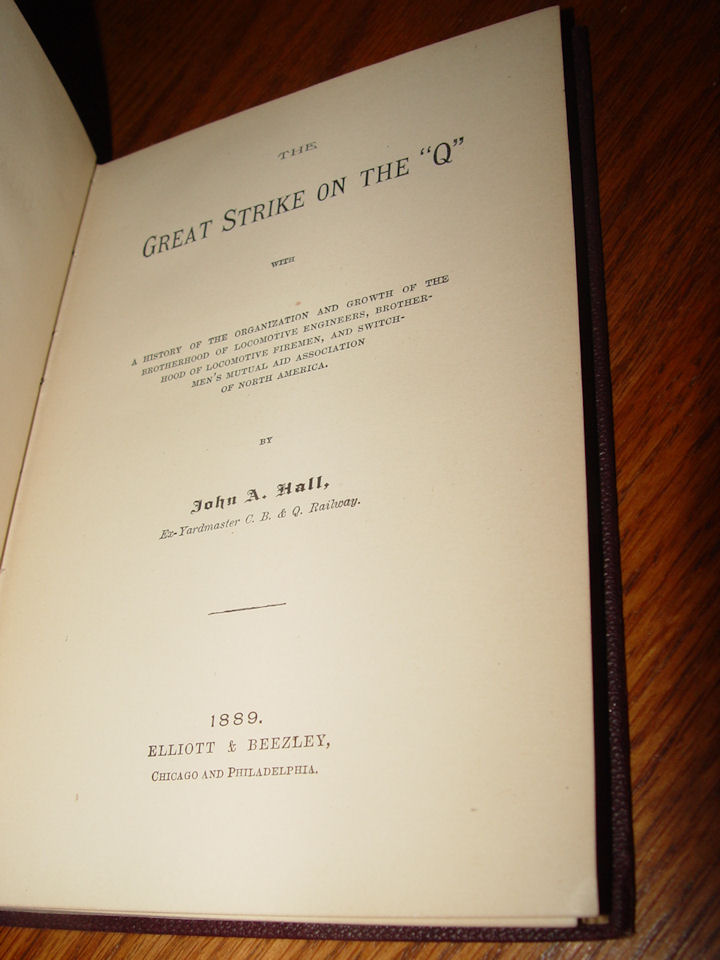 THE
GREAT STRIKE ON THE "Q"
WITH
A HISTORY OF THE ORGANIZATION AND GROWTH OF THE
BROTHERHOOD OF LOCOMOTIVE ENGINEERS, BROTHER-
HOOD OF LOCOMOTIVE FIREMEN, AND SWITCH-
MEN'S MUTUAL AID ASSOCIATION
OF NORTH AMERICA.
BY
John A. Hall,
Ex-Yardmaster C. B. & Q. Railway.
1889.
ELLIOTT & BEEZLEY,
CHICAGO AND PHILADELPHIA.